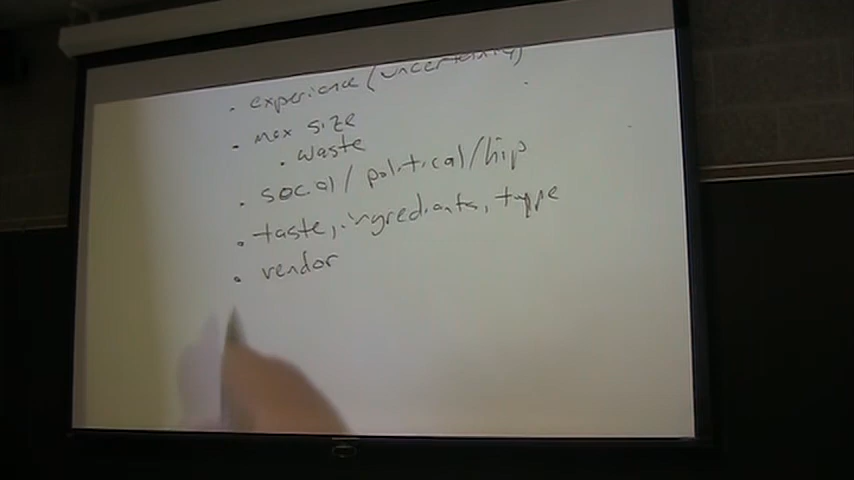 • experience (uncertainty)
• max size
• waste
• social / political / hip
• taste, ingredients, type
• vendor